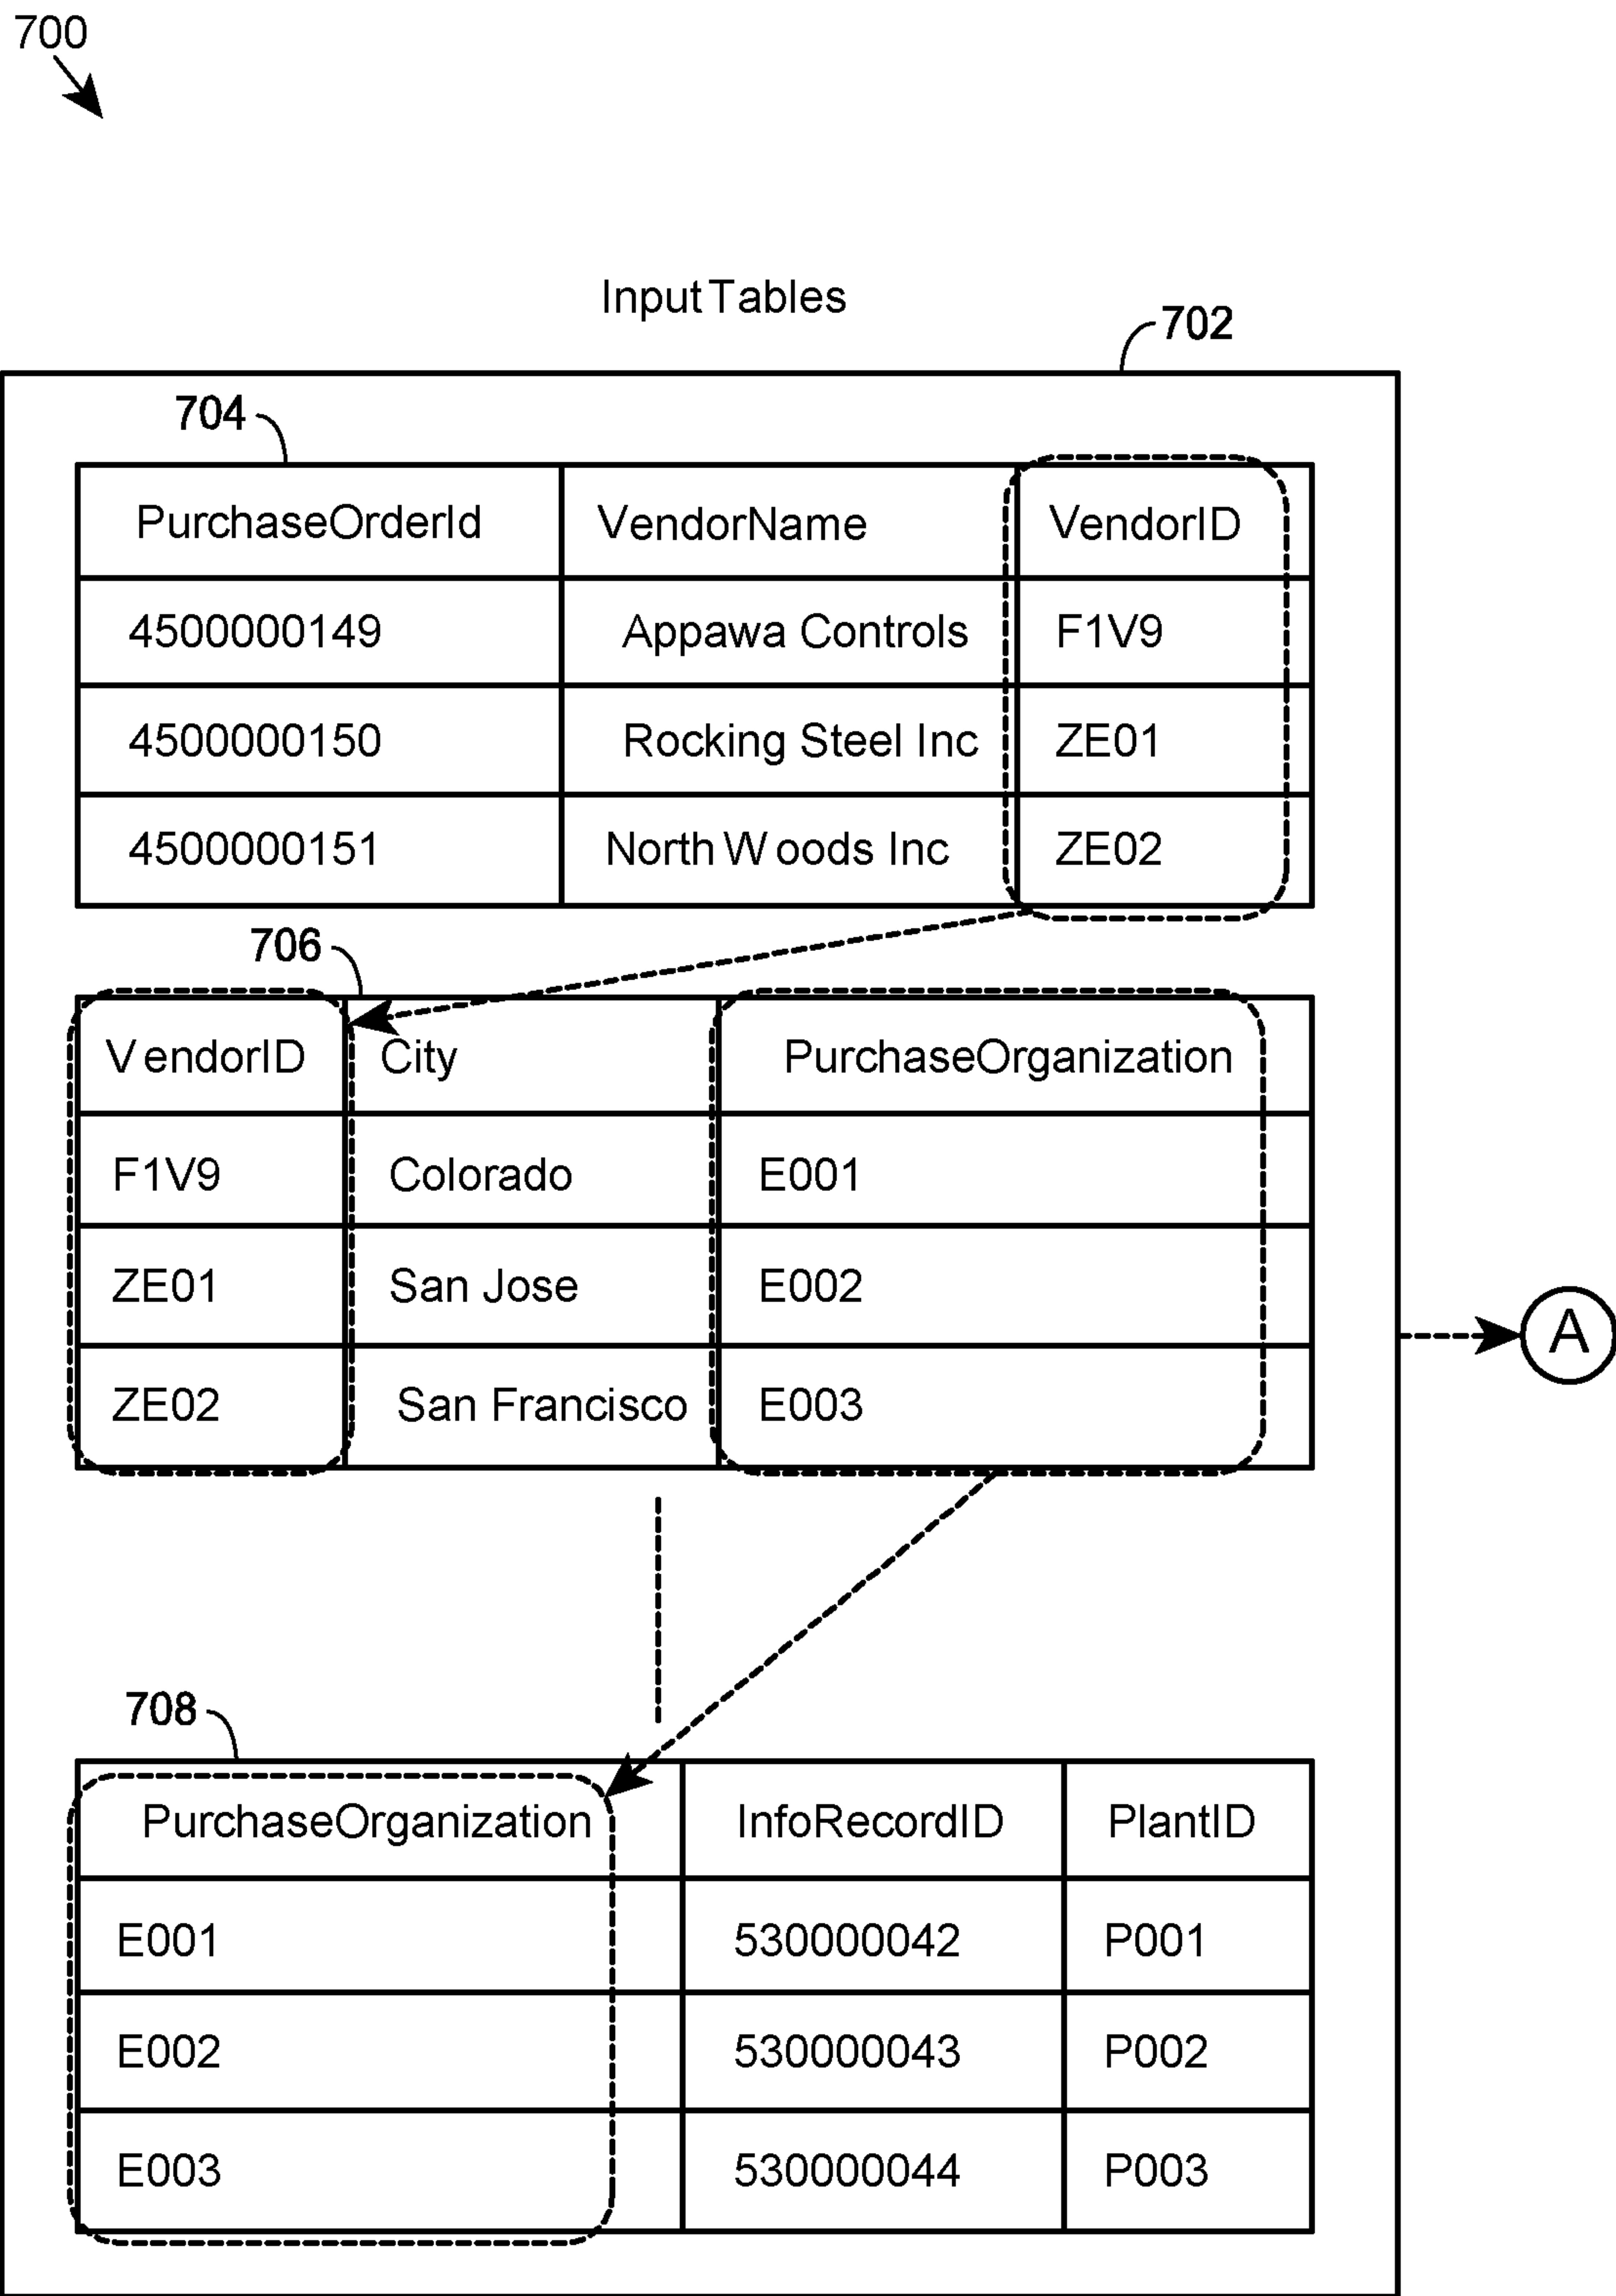 700
Input Tables
702
704
PurchaseOrderId VendorName VendorID
4500000149 Appawa Controls F1V9
4500000150 Rocking Steel Inc ZE01
4500000151 North Woods Inc ZE02
706
VendorID City PurchaseOrganization
F1V9 Colorado E001
ZE01 San Jose E002
A
ZE02 San Francisco E003
708
PurchaseOrganization InfoRecordID PlantID
E001 530000042 P001
E002 530000043 P002
E003 530000044 P003